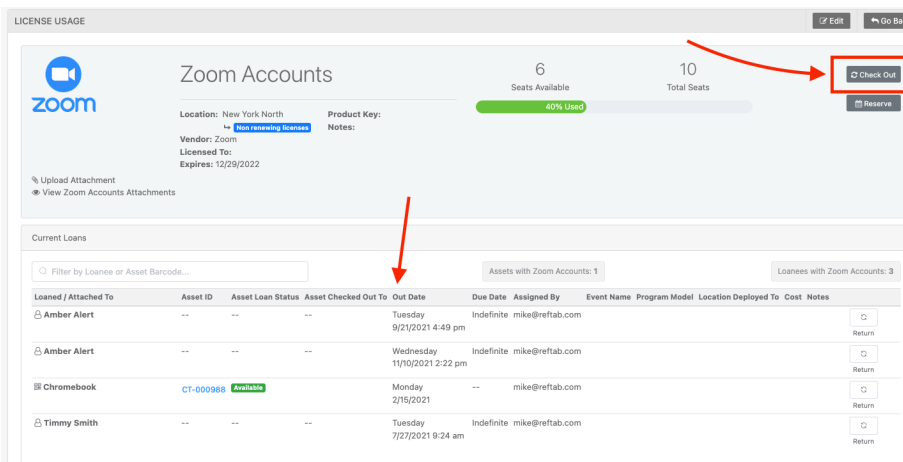 LICENSE USAGE
Edit
Go Ba
zoom
Zoom Accounts
6
Seats Available
10
Total Seats
40% Used
Check Out
Reserve
Location: New York North
Non renewing licenses
Vendor: Zoom
Licensed To:
Expires: 12/29/2022
Product Key:
Notes:
Upload Attachment
View Zoom Accounts Attachments
Current Loans
Filter by Loanee or Asset Barcode...
Assets with Zoom Accounts: 1
Loanees with Zoom Accounts: 3
Loaned / Attached To Asset ID Asset Loan Status Asset Checked Out To Out Date Due Date Assigned By Event Name Program Model Location Deployed To Cost Notes
Amber Alert -- -- -- Tuesday Indefinite mike@reftab.com
9/21/2021 4:49 pm
Return
Amber Alert -- -- -- Wednesday Indefinite mike@reftab.com
11/10/2021 2:22 pm
Return
Chromebook CT-000988 Available Monday -- mike@reftab.com
2/15/2021
Return
Timmy Smith -- -- -- Tuesday Indefinite mike@reftab.com
7/27/2021 9:24 am
Return